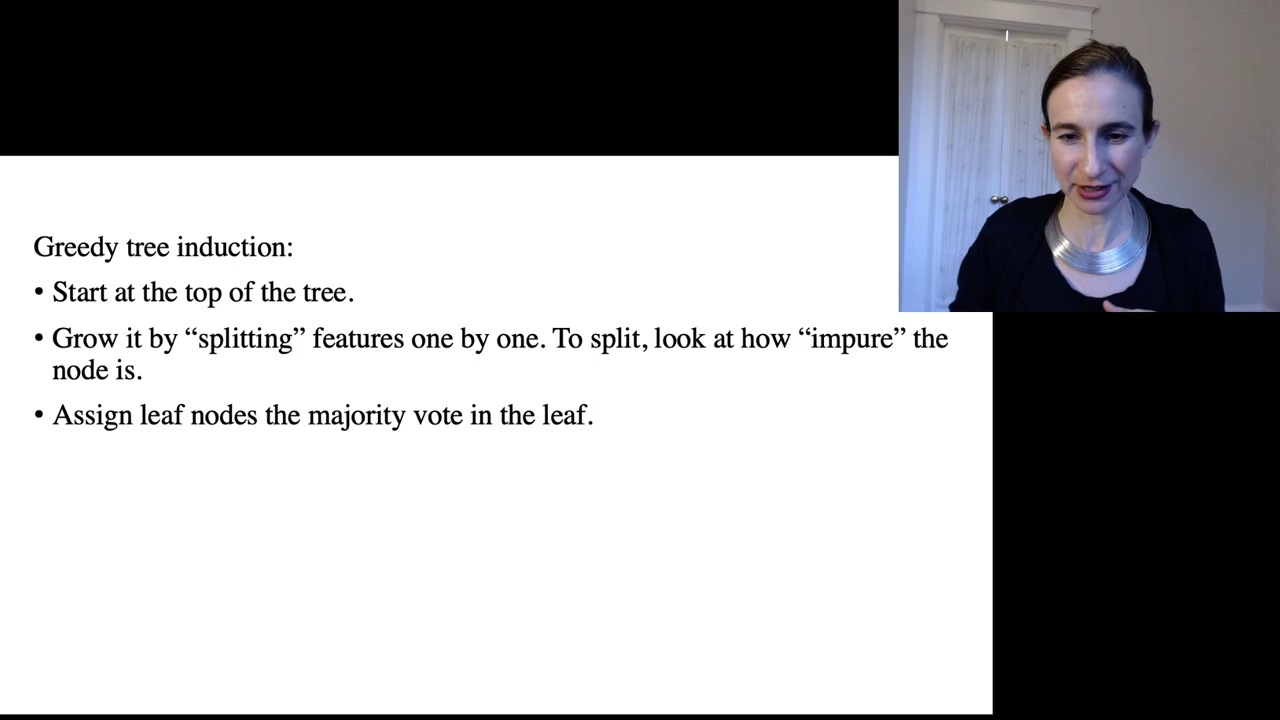 Greedy tree induction:
• Start at the top of the tree.
• Grow it by “splitting” features one by one. To split, look at how “impure” the
node is.
• Assign leaf nodes the majority vote in the leaf.